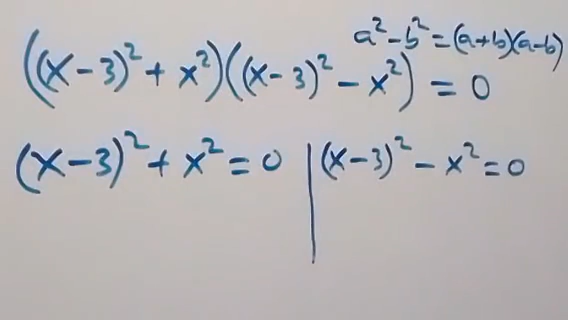 a² - b² = (a+b)(a-b)
((x-3)² + x²)((x-3)² - x²) = 0
(x-3)² + x² = 0 | (x-3)² - x² = 0